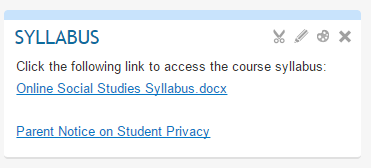 SYLLABUS
Click the following link to access the course syllabus:
Online Social Studies Syllabus.docx
Parent Notice on Student Privacy